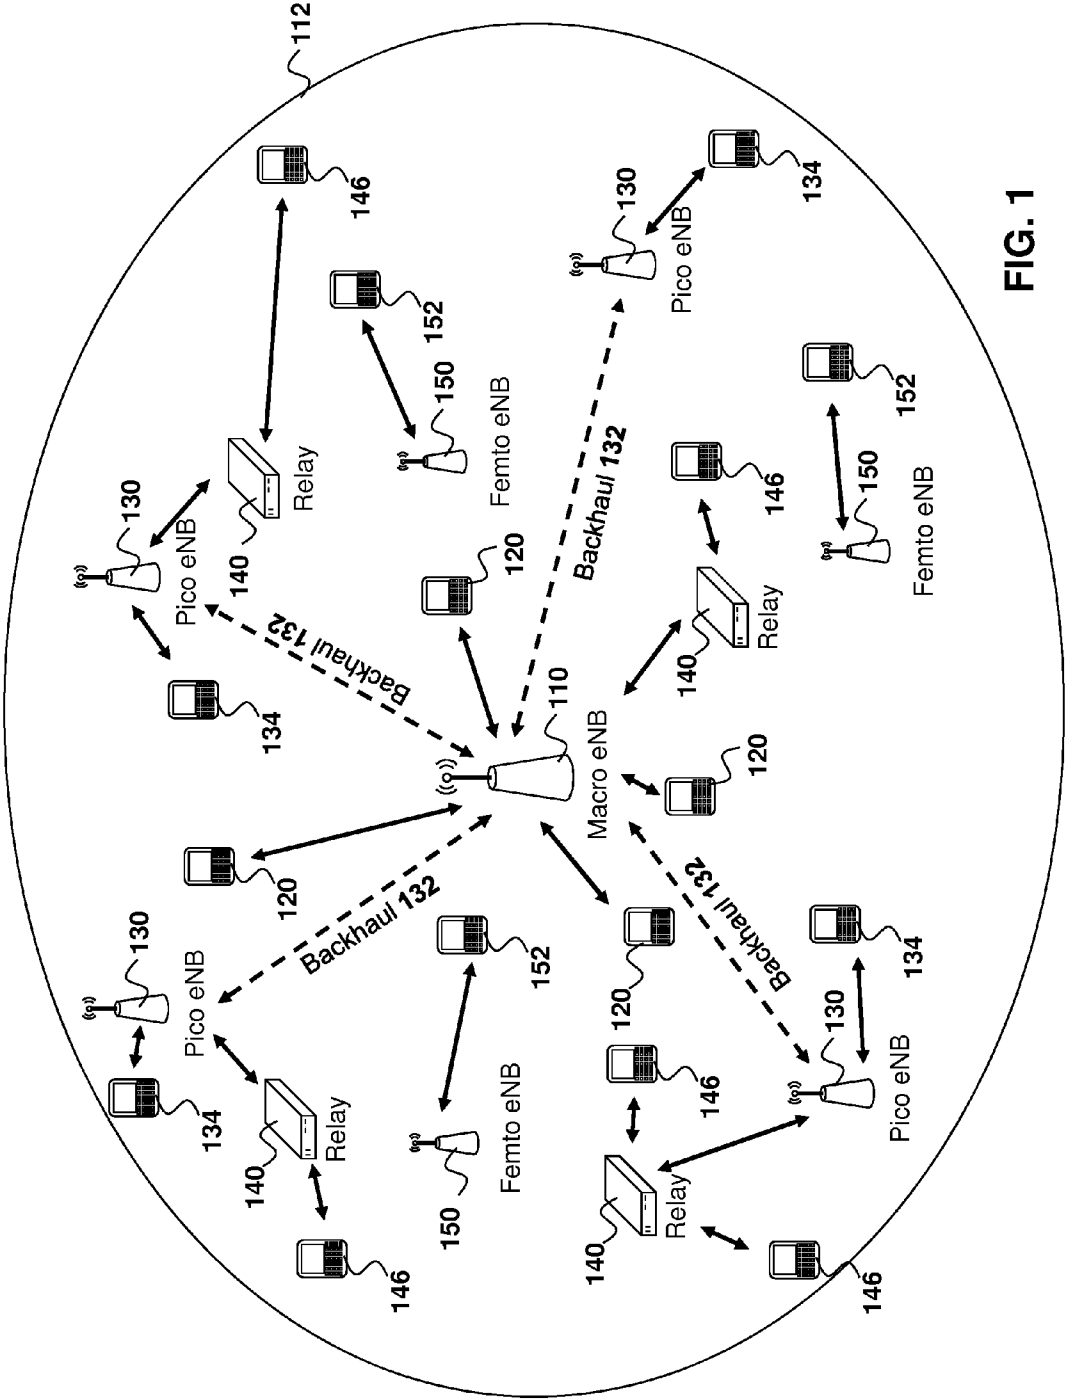 130
130
Pico eNB
Pico eNB
134
140
140
134
120
112
Relay
Relay
Backhaul 132
146
Backhaul 132
146
152
150
150
Femto eNB
Femto eNB
120
152
110
140
Macro eNB
Backhaul 132
120
130
Relay
Pico eNB
140
146
Backhaul 132
120
Relay
146
134
130
150
146
Pico eNB
134
152
Femto eNB
FIG. 1